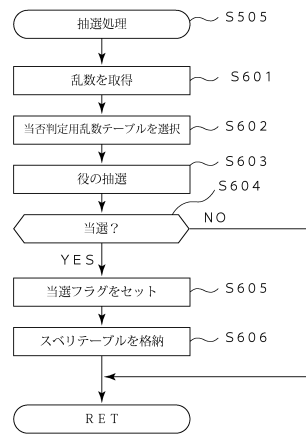 抽選処理 S505
乱数を取得 S601
当否判定用乱数テーブルを選択 S602
役の抽選 S603
当選？ S604
NO
YES
当選フラグをセット S605
スベリテーブルを格納 S606
RET